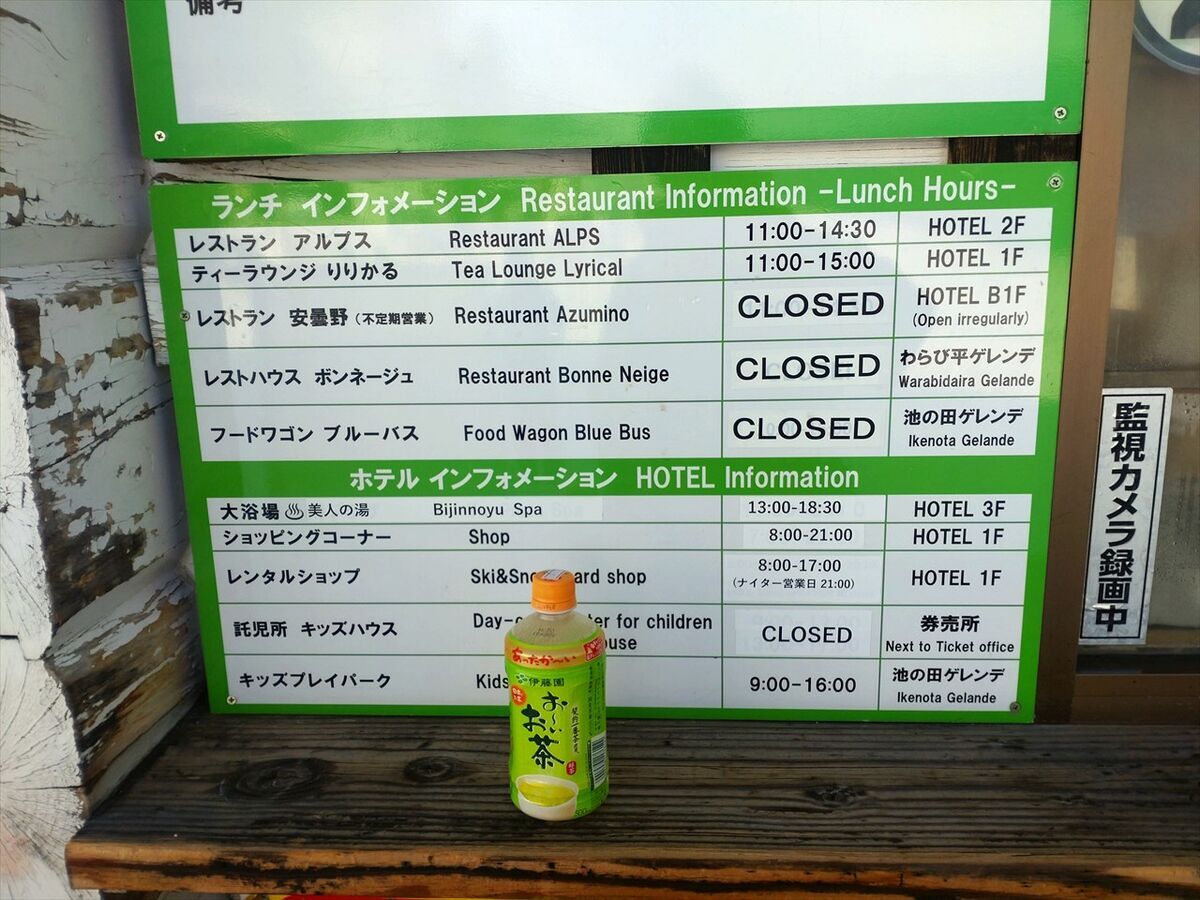 備考
ランチ インフォメーション Restaurant Information -Lunch Hours-
レストラン アルプス Restaurant ALPS 11:00-14:30 HOTEL 2F
ティーラウンジ りりかる Tea Lounge Lyrical 11:00-15:00 HOTEL 1F
レストラン 安曇野(不定期営業) Restaurant Azumino CLOSED HOTEL B1F
(Open irregularly)
レストハウス ボンネージュ Restaurant Bonne Neige CLOSED わらび平ゲレンデ
Warabidaira Gelande
フードワゴン ブルーバス Food Wagon Blue Bus CLOSED 池の田ゲレンデ
Ikenota Gelande
ホテル インフォメーション HOTEL Information
大浴場♨美人の湯 Bijinnoyu Spa 13:00-18:30 HOTEL 3F
ショッピングコーナー Shop 8:00-21:00 HOTEL 1F
レンタルショップ Ski&Sno ard shop 8:00-17:00 HOTEL 1F
(ナイター営業日 21:00)
託児所 キッズハウス Day-c ter for children CLOSED 券売所
ouse Next to Ticket office
キッズプレイパーク Kids 9:00-16:00 池の田ゲレンデ
Ikenota Gelande
監視カメラ録画中
あったか〜い
伊藤園
お〜い
お茶
緑茶